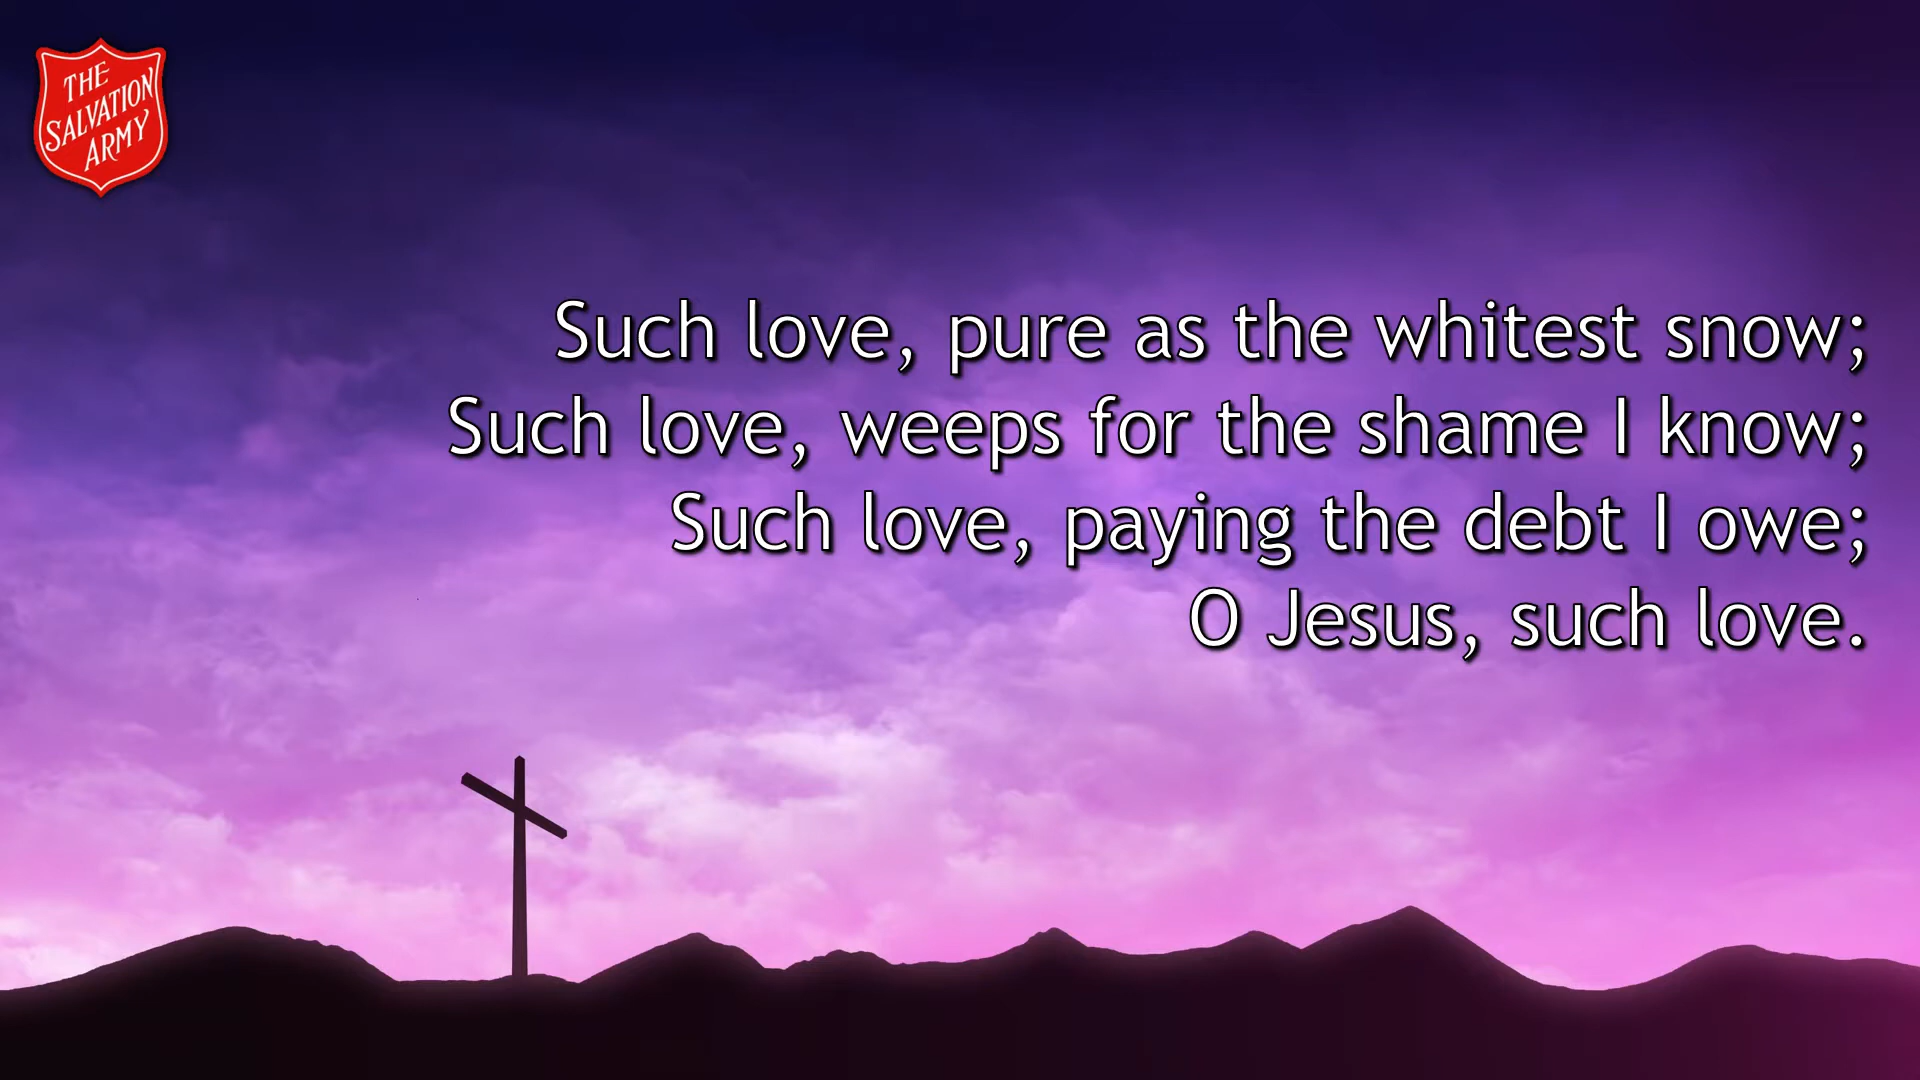 THE
SALVATION
ARMY
Such love, pure as the whitest snow;
Such love, weeps for the shame I know;
Such love, paying the debt I owe;
O Jesus, such love.